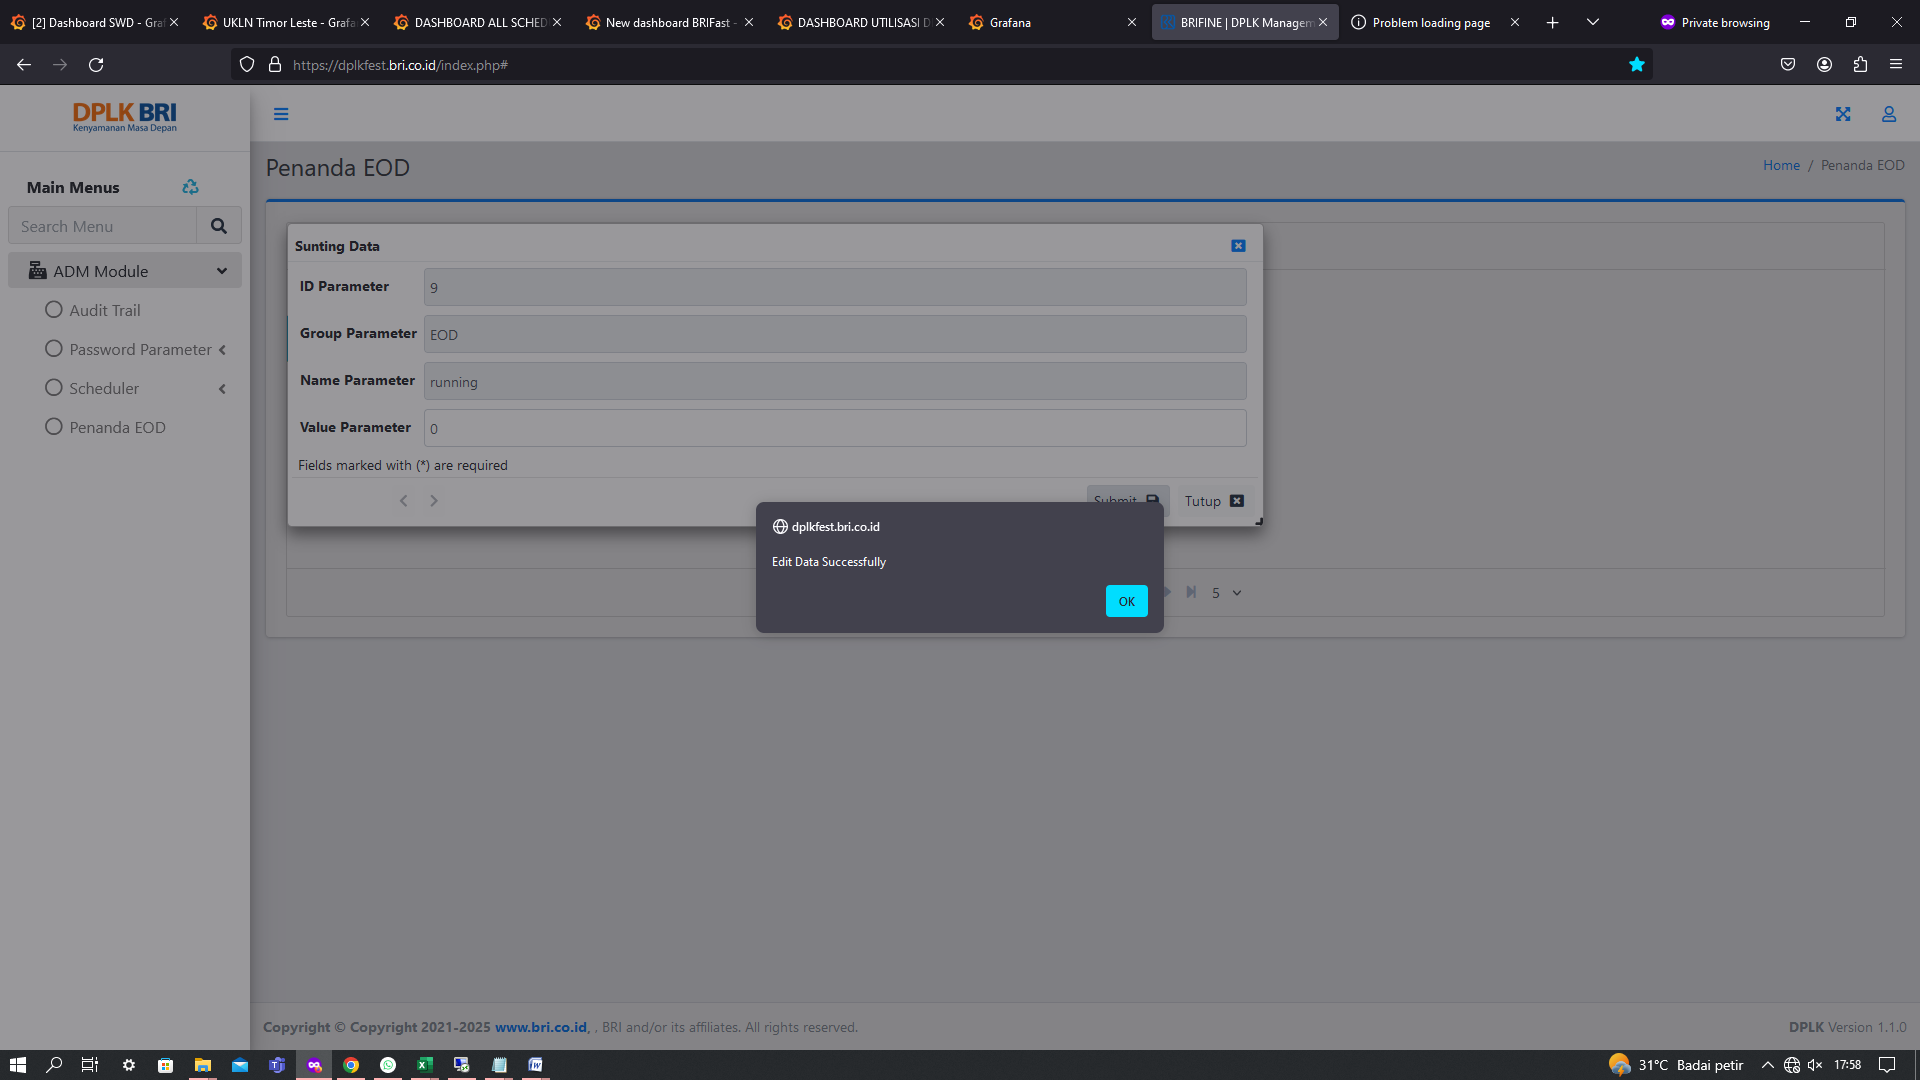 [2] Dashboard SWD - Graf
UKLN Timor Leste - Grafa
DASHBOARD ALL SCHED
New dashboard BRIFast -
DASHBOARD UTILISASI D
Grafana
BRIFINE | DPLK Managem
Problem loading page
Private browsing
https://dplkfest.bri.co.id/index.php#
DPLK BRI
Kenyamanan Masa Depan
Main Menus
Search Menu
ADM Module
Audit Trail
Password Parameter
Scheduler
Penanda EOD
Penanda EOD
Home / Penanda EOD
Sunting Data
ID Parameter 9
Group Parameter EOD
Name Parameter running
Value Parameter 0
Fields marked with (*) are required
Submit
Tutup
dplkfest.bri.co.id
Edit Data Successfully
OK
5
Copyright © Copyright 2021-2025 www.bri.co.id, , BRI and/or its affiliates. All rights reserved.
DPLK Version 1.1.0
31°C Badai petir
17:58